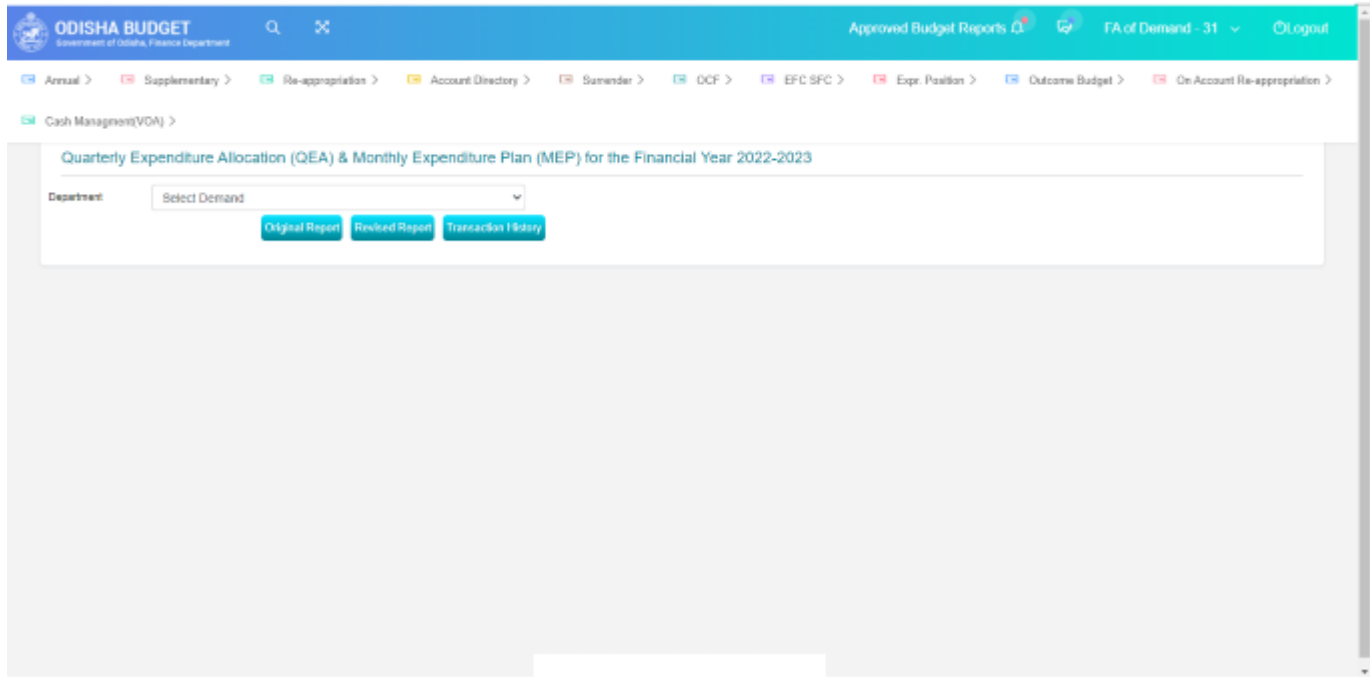 ODISHA BUDGET
Government of Odisha, Finance Department
Approved Budget Reports
FA of Demand - 31
Logout
Annual >
Supplementary >
Re-appropriation >
Account Directory >
Surrender >
OCF >
EFC SFC >
Expr. Position >
Outcome Budget >
On Account Re-appropriation >
Cash Managment(VOA) >
Quarterly Expenditure Allocation (QEA) & Monthly Expenditure Plan (MEP) for the Financial Year 2022-2023
Department
Select Demand
Original Report
Revised Report
Transaction History